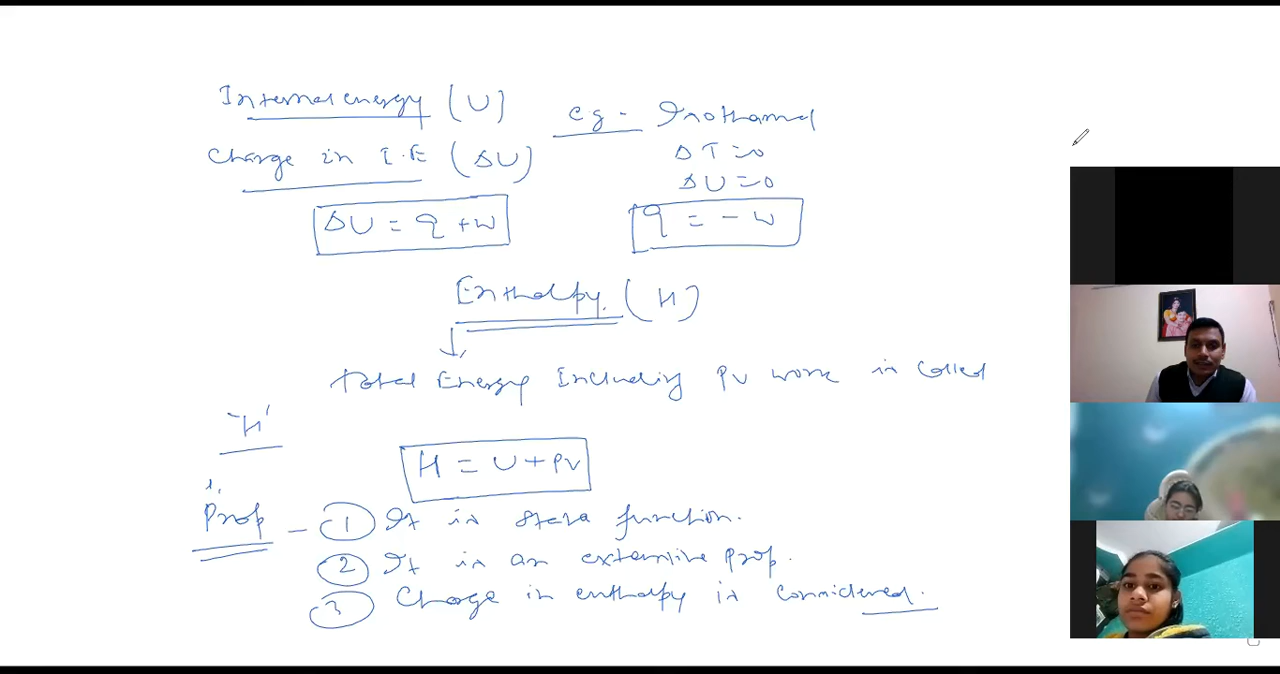 Internal energy (U)
Change in I.E (ΔU)
ΔU = q + w
eg - Isothermal
ΔT = 0
ΔU = 0
q = - w
Enthalpy. (H)
Total Energy Including PV work is called
'H'
H = U + PV
Prop - ① It is state function.
② It is an extensive prop.
③ Change in enthalpy is considered.